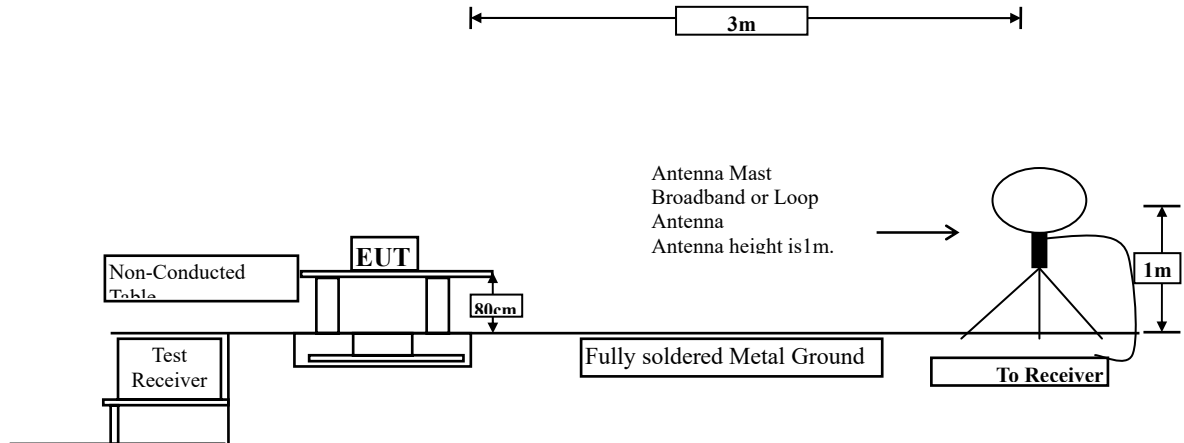 3m
Antenna Mast
Broadband or Loop
Antenna
Antenna height is1m.
EUT
Non-Conducted
Table
80cm
1m
Test
Receiver
Fully soldered Metal Ground
To Receiver